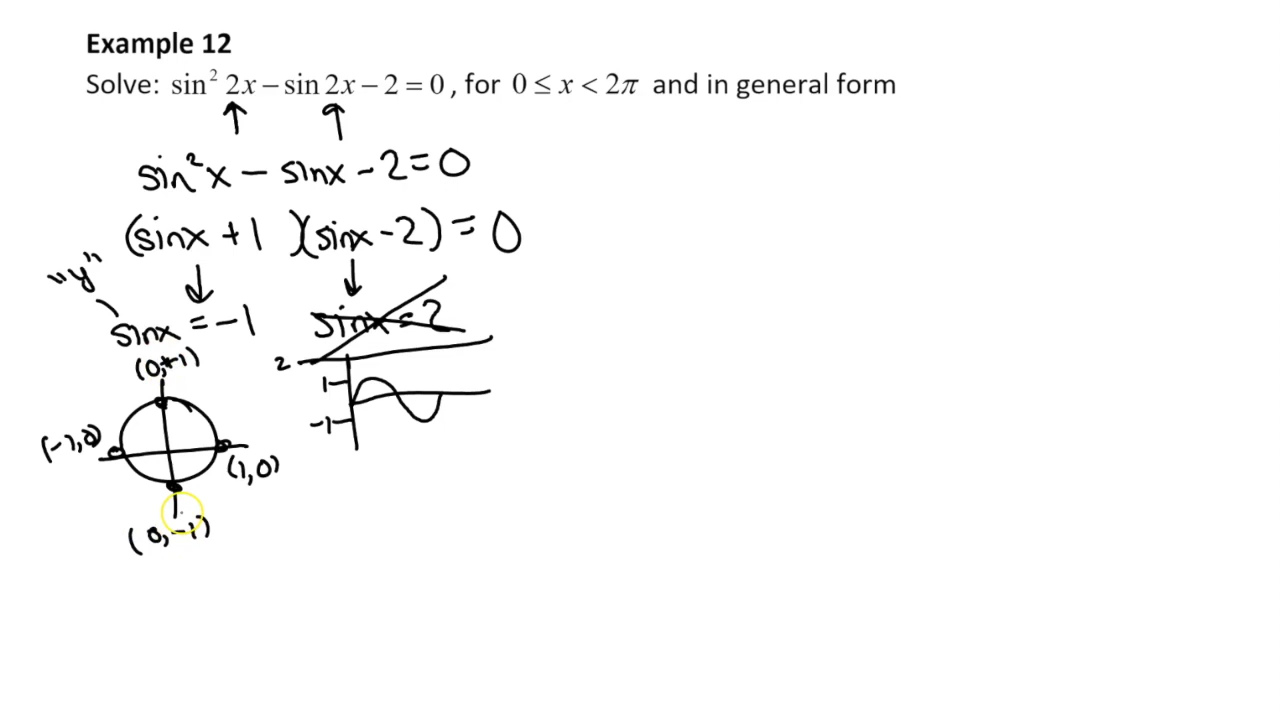 Example 12
Solve: sin² 2x − sin 2x − 2 = 0 , for 0 ≤ x < 2π and in general form
sin²x − sinx − 2 = 0
(sinx + 1 )(sinx − 2) = 0
"y"
sinx = −1 sinx = 2
(0,+1)
2
1
−1
(−1,0)
(1,0)
(0,−1)